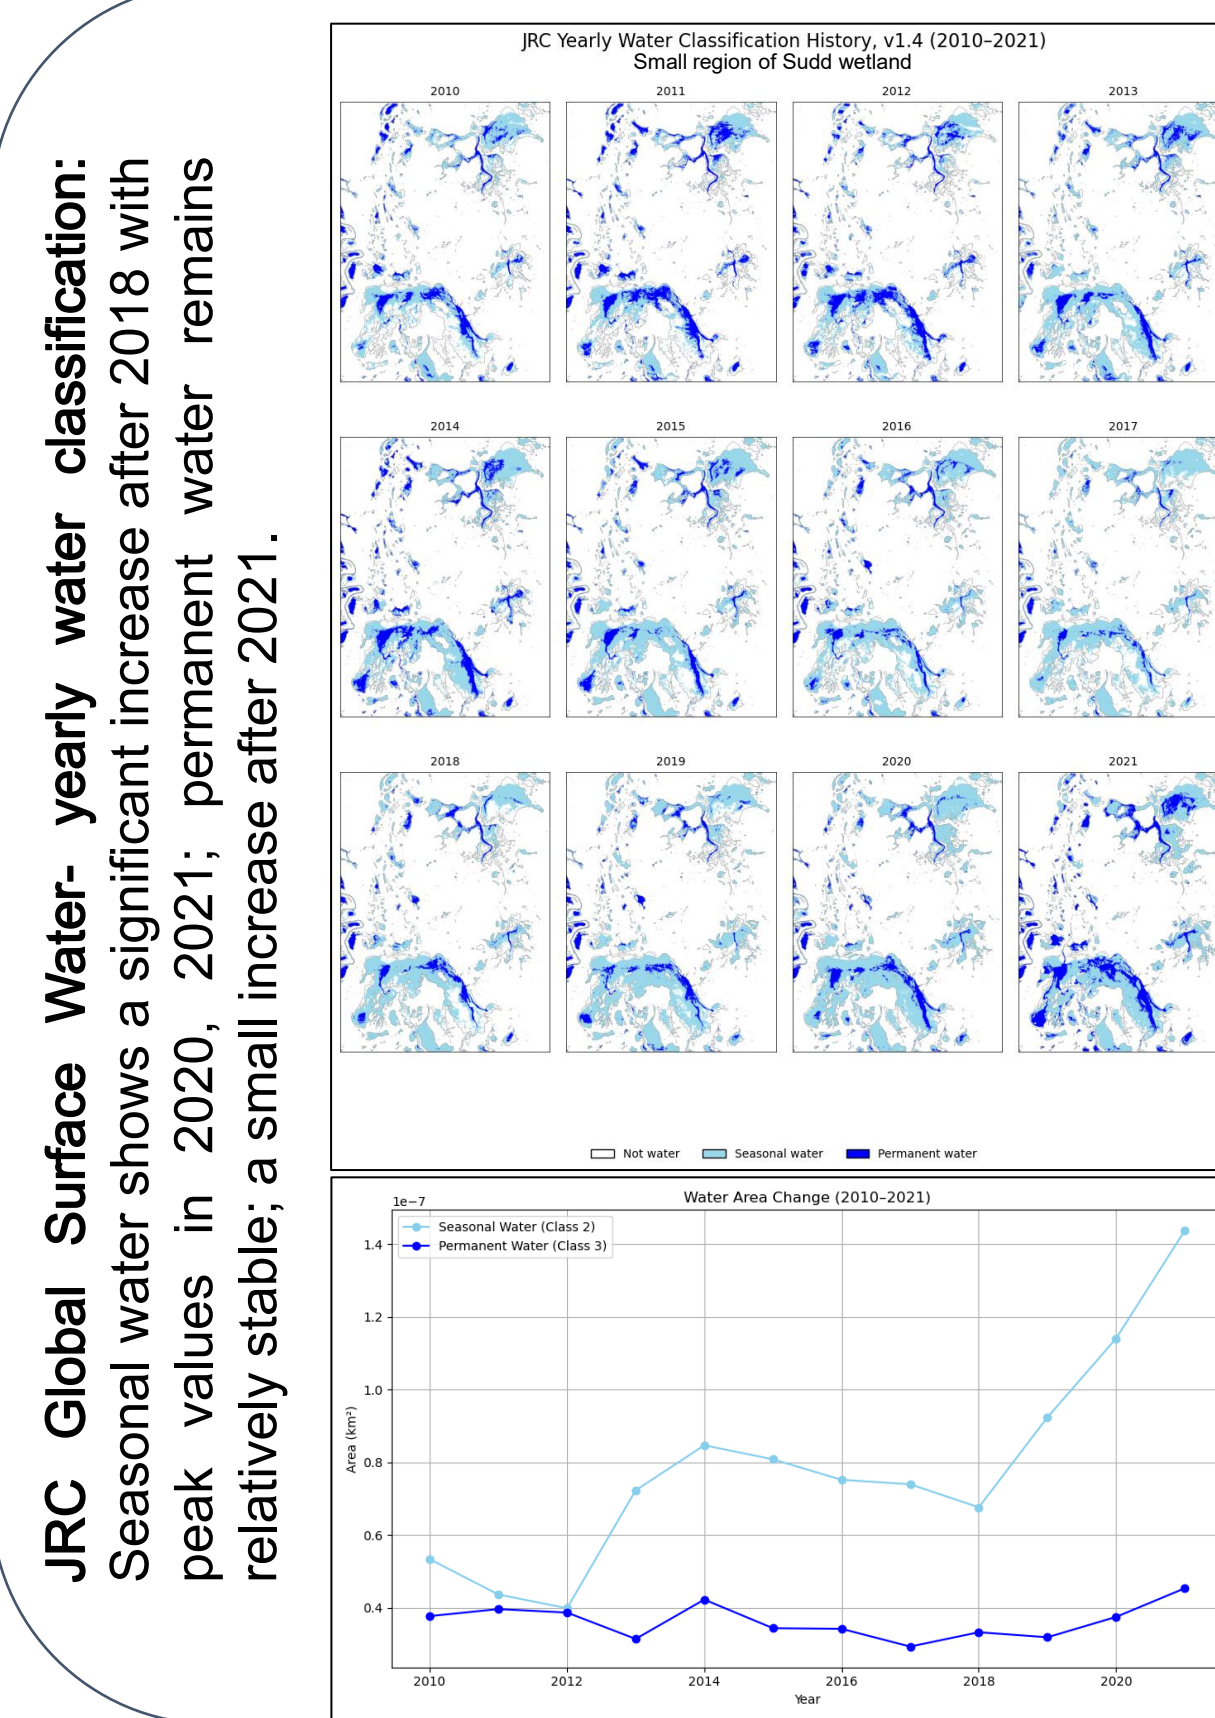 JRC Global Surface Water- yearly water classification:
Seasonal water shows a significant increase after 2018 with
peak values in 2020, 2021; permanent water remains
relatively stable; a small increase after 2021.
JRC Yearly Water Classification History, v1.4 (2010–2021)
Small region of Sudd wetland
2010 2011 2012 2013
2014 2015 2016 2017
2018 2019 2020 2021
Not water Seasonal water Permanent water
Water Area Change (2010–2021)
1e−7
Seasonal Water (Class 2)
Permanent Water (Class 3)
1.4
1.2
1.0
0.8
0.6
0.4
Area (km²)
2010 2012 2014 2016 2018 2020
Year